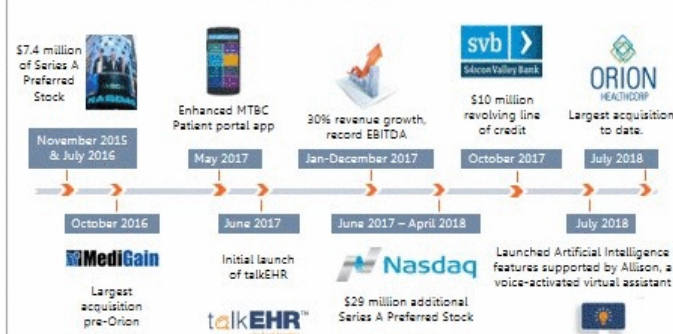 $7.4 million
of Series A
Preferred
Stock
NASDAQ
November 2015
& July 2016
Enhanced MTBC
Patient portal app
May 2017
30% revenue growth,
record EBITDA
Jan-December 2017
svb
Silicon Valley Bank
$10 million
revolving line
of credit
October 2017
ORION
HEALTHCORP
Largest acquisition
to date.
July 2018
October 2016
MediGain
Largest
acquisition
pre-Orion
June 2017
Initial launch
of talkEHR
talkEHR™
June 2017 – April 2018
Nasdaq
$29 million additional
Series A Preferred Stock
July 2018
Launched Artificial Intelligence
features supported by Allison, a
voice-activated virtual assistant